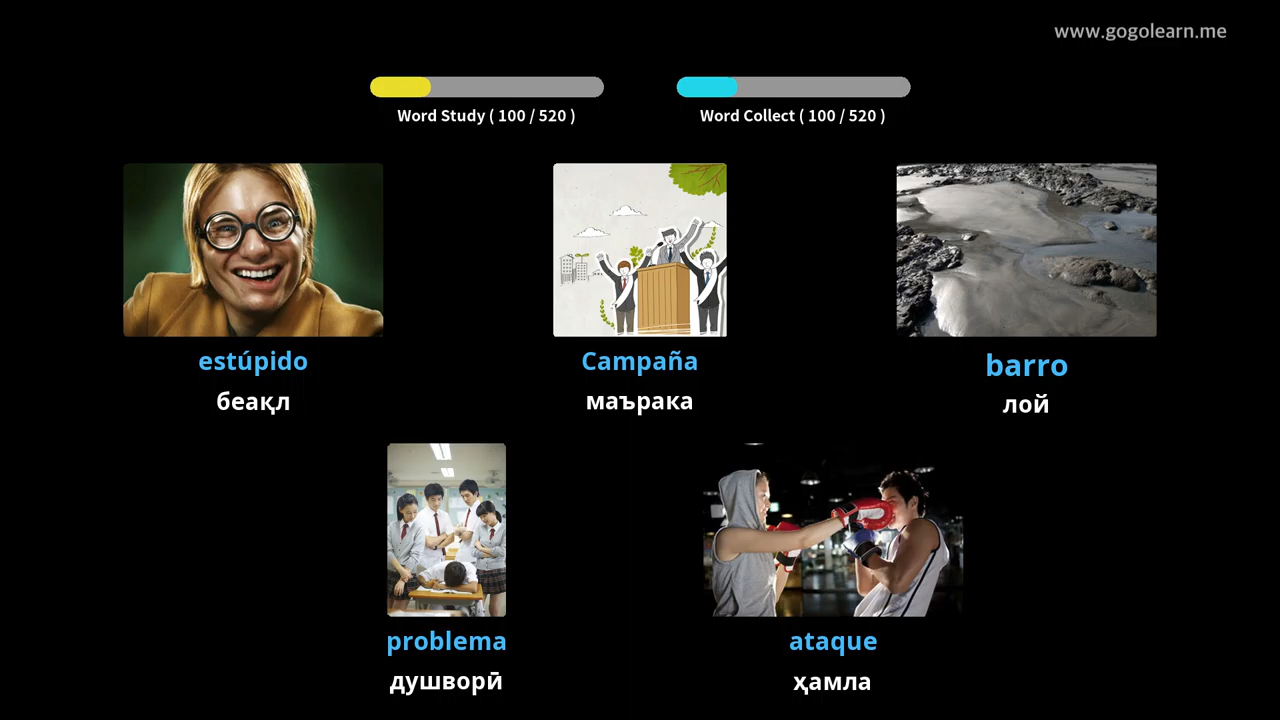 www.gogolearn.me
Word Study ( 100 / 520 )
Word Collect ( 100 / 520 )
estúpido
беақл
Campaña
маърака
barro
лой
problema
душворӣ
ataque
ҳамла